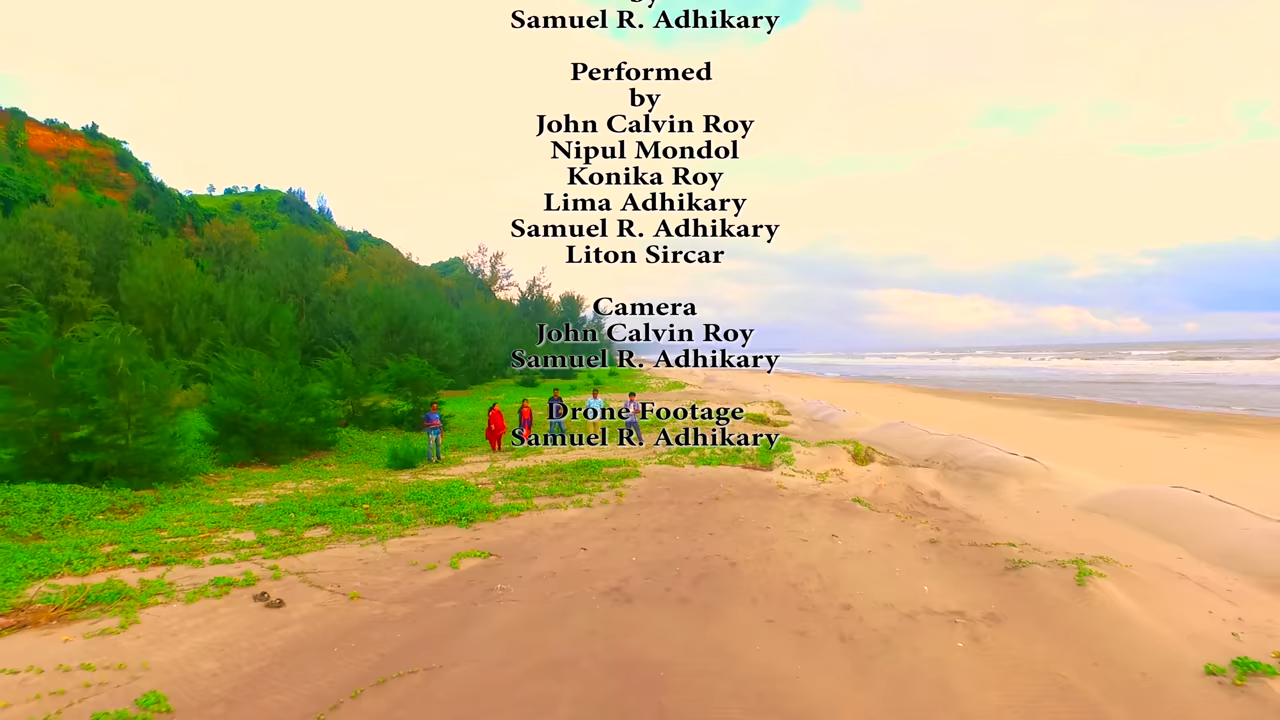 by
Samuel R. Adhikary
Performed
by
John Calvin Roy
Nipul Mondol
Konika Roy
Lima Adhikary
Samuel R. Adhikary
Liton Sircar
Camera
John Calvin Roy
Samuel R. Adhikary
Drone Footage
Samuel R. Adhikary